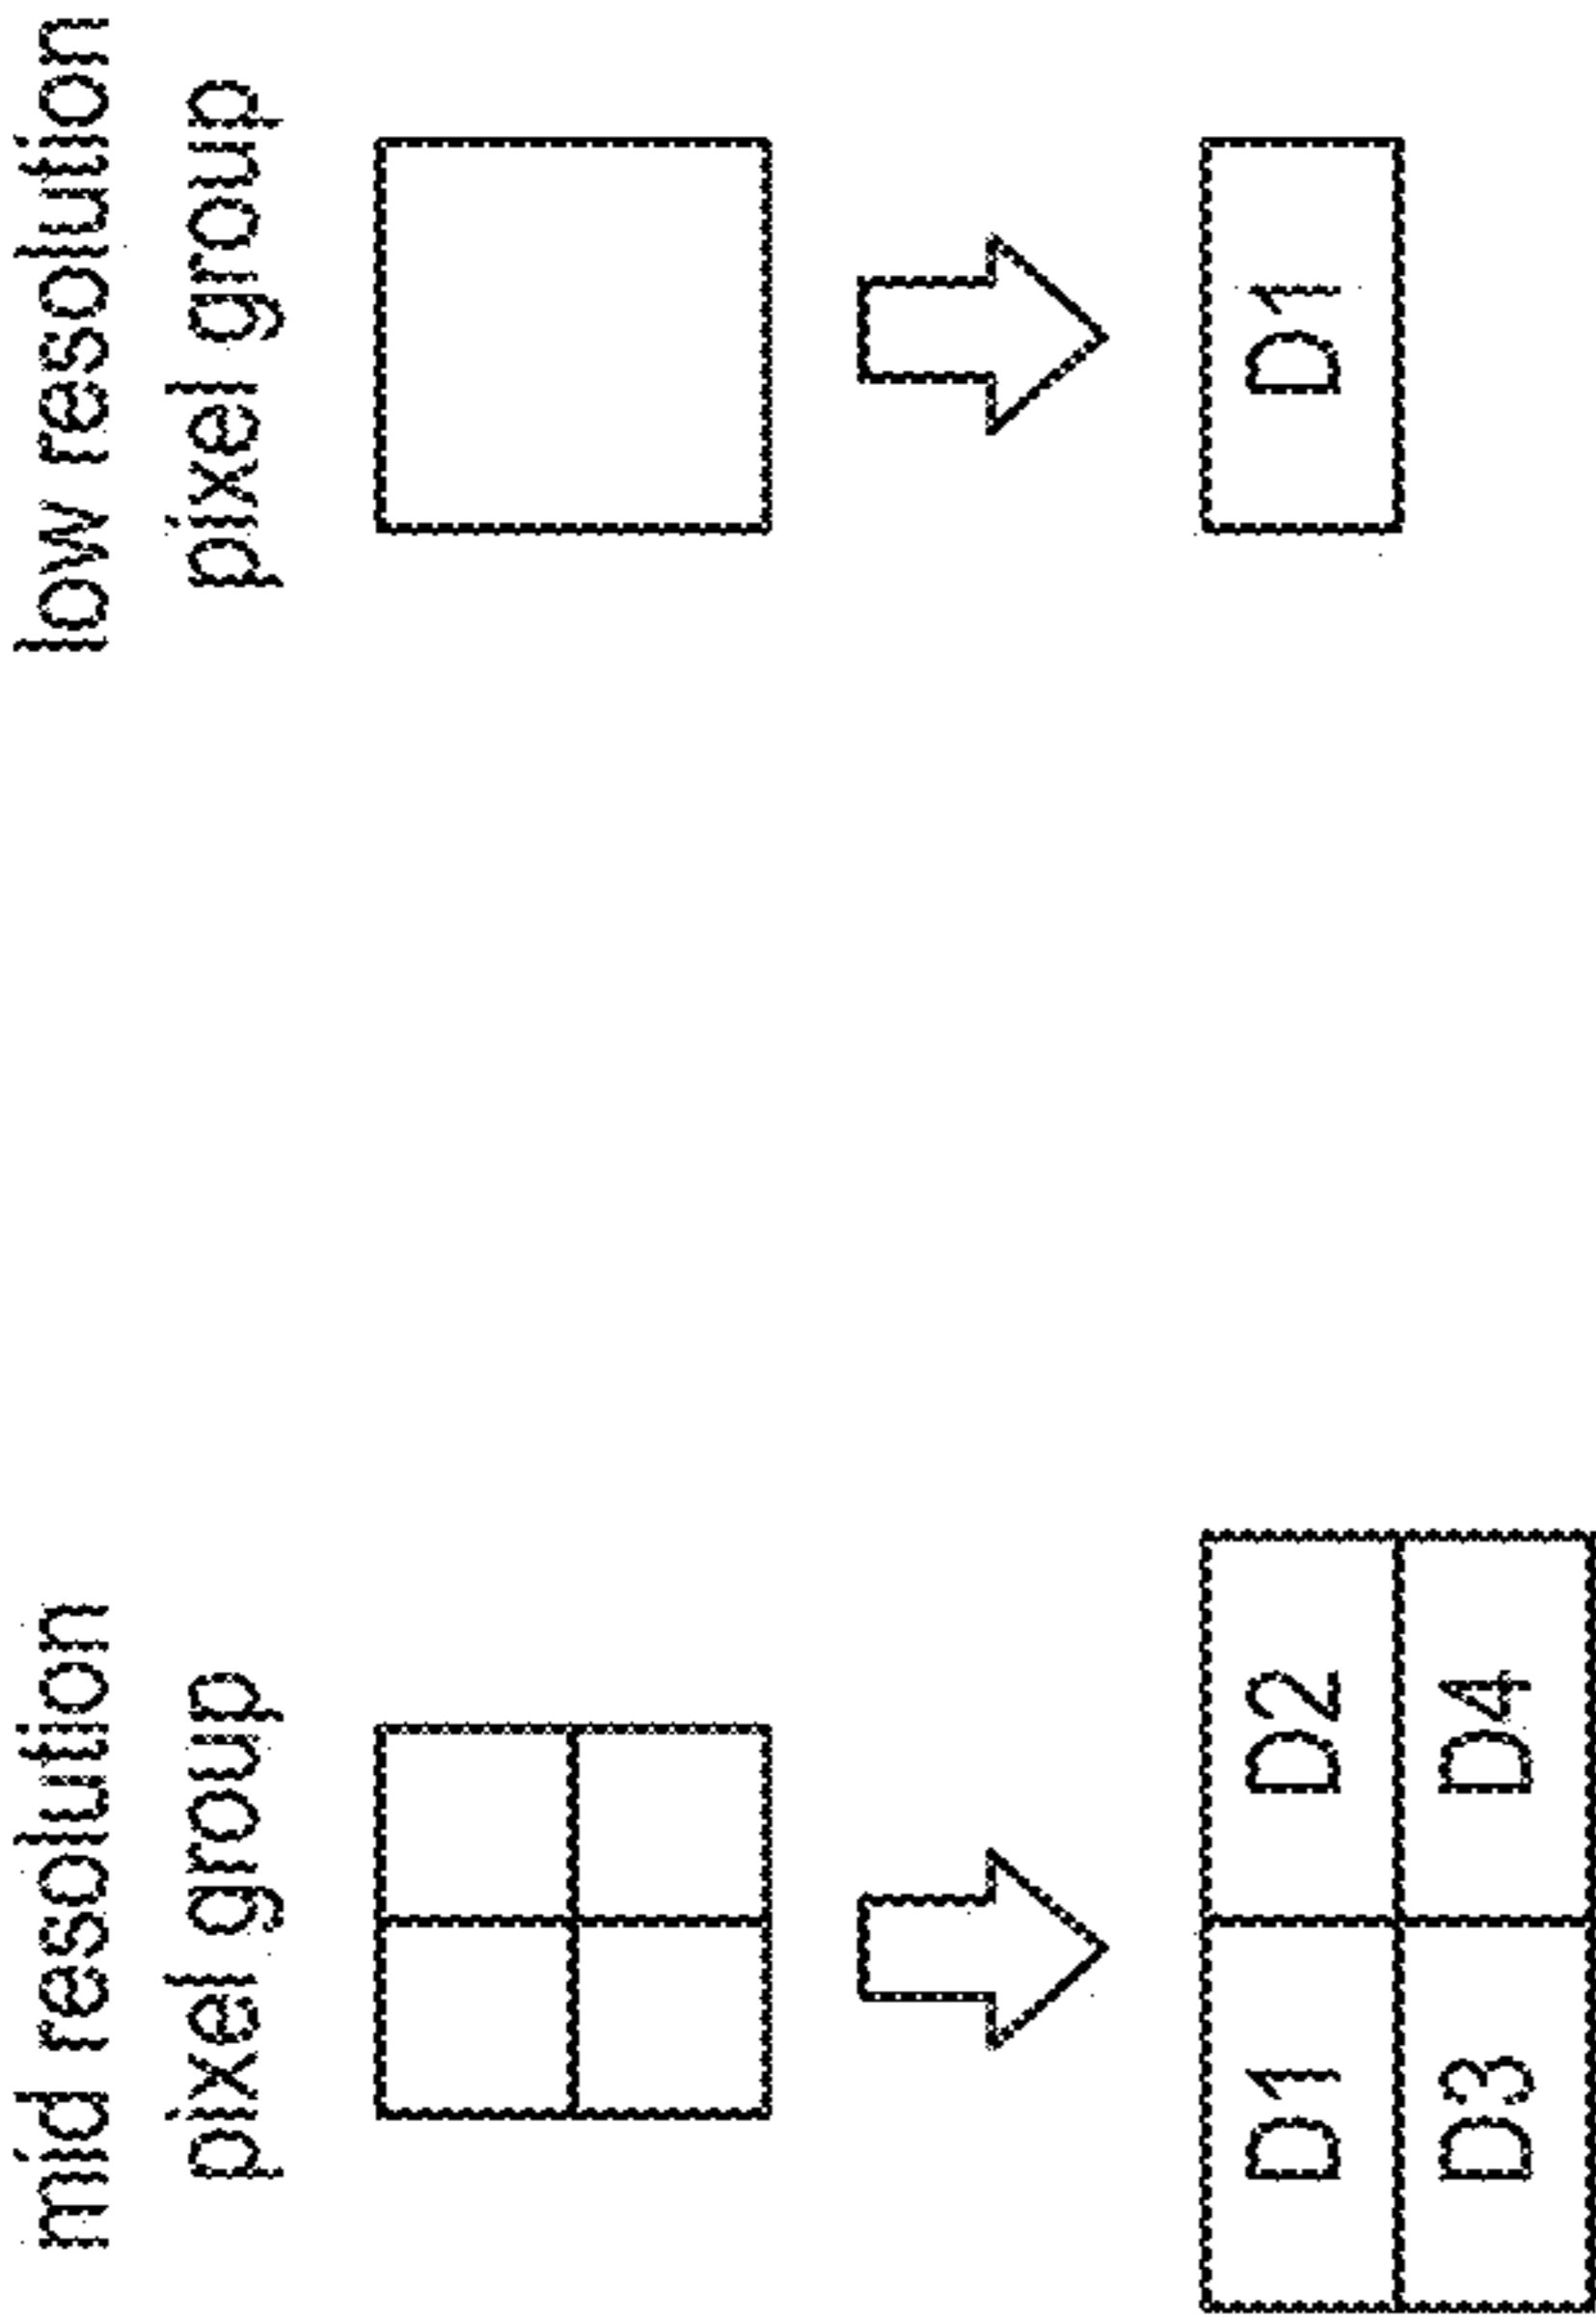 mid resolution
pixel group
D1 D2
D3 D4
low resolution
pixel group
D1